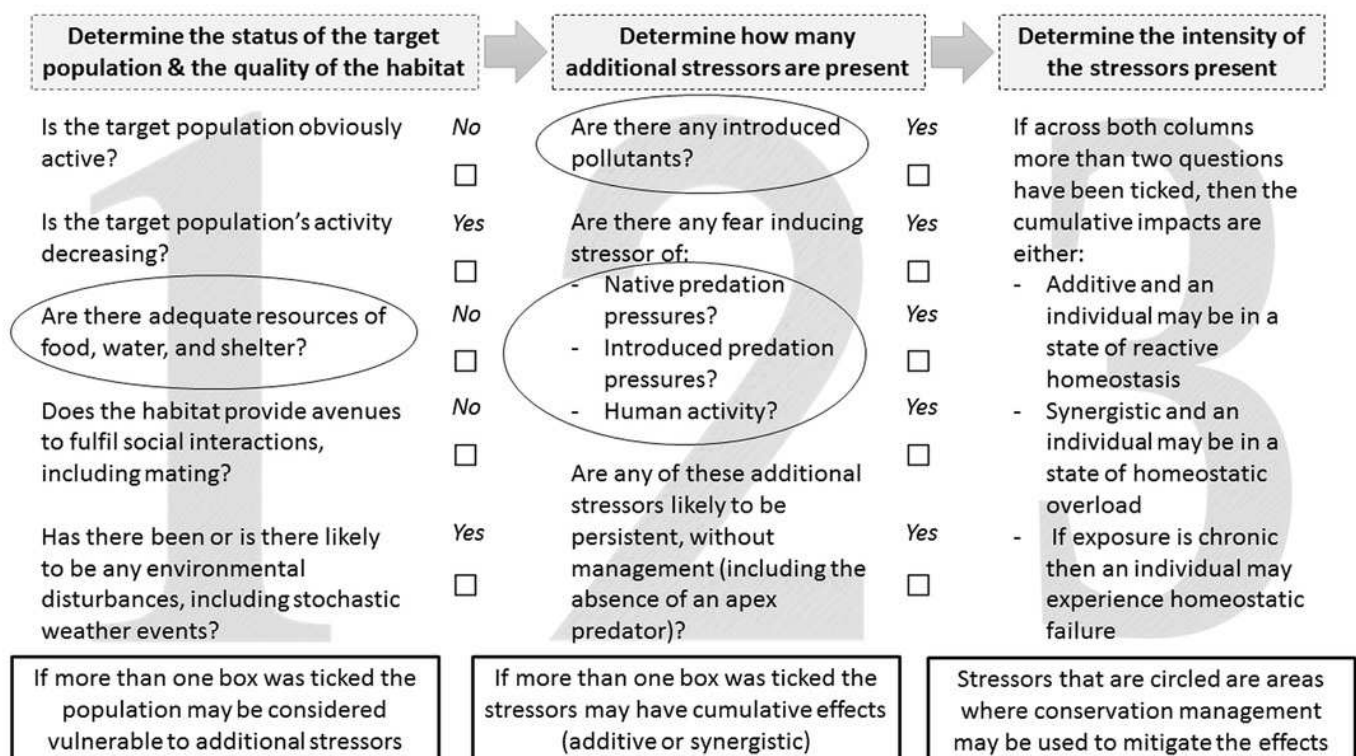 Determine the status of the target
population & the quality of the habitat
Is the target population obviously
active?
No
Is the target population's activity
decreasing?
Yes
Are there adequate resources of
food, water, and shelter?
No
Does the habitat provide avenues
to fulfil social interactions,
including mating?
No
Has there been or is there likely
to be any environmental
disturbances, including stochastic
weather events?
Yes
If more than one box was ticked the
population may be considered
vulnerable to additional stressors
Determine how many
additional stressors are present
Are there any introduced
pollutants?
Yes
Are there any fear inducing
stressor of:
Yes
- Native predation
pressures?
Yes
- Introduced predation
pressures?
- Human activity?
Yes
Are any of these additional
stressors likely to be
persistent, without
management (including the
absence of an apex
predator)?
Yes
If more than one box was ticked the
stressors may have cumulative effects
(additive or synergistic)
Determine the intensity of
the stressors present
If across both columns
more than two questions
have been ticked, then the
cumulative impacts are
either:
- Additive and an
individual may be in a
state of reactive
homeostasis
- Synergistic and an
individual may be in a
state of homeostatic
overload
- If exposure is chronic
then an individual may
experience homeostatic
failure
Stressors that are circled are areas
where conservation management
may be used to mitigate the effects
1
2
3